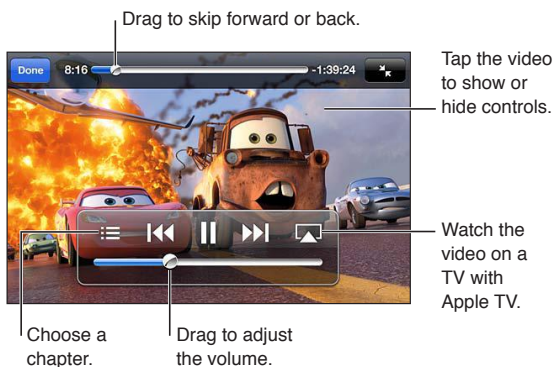 Drag to skip forward or back.
Done
8:16
-1:39:24
Tap the video
to show or
hide controls.
Watch the
video on a
TV with
Apple TV.
Choose a
chapter.
Drag to adjust
the volume.